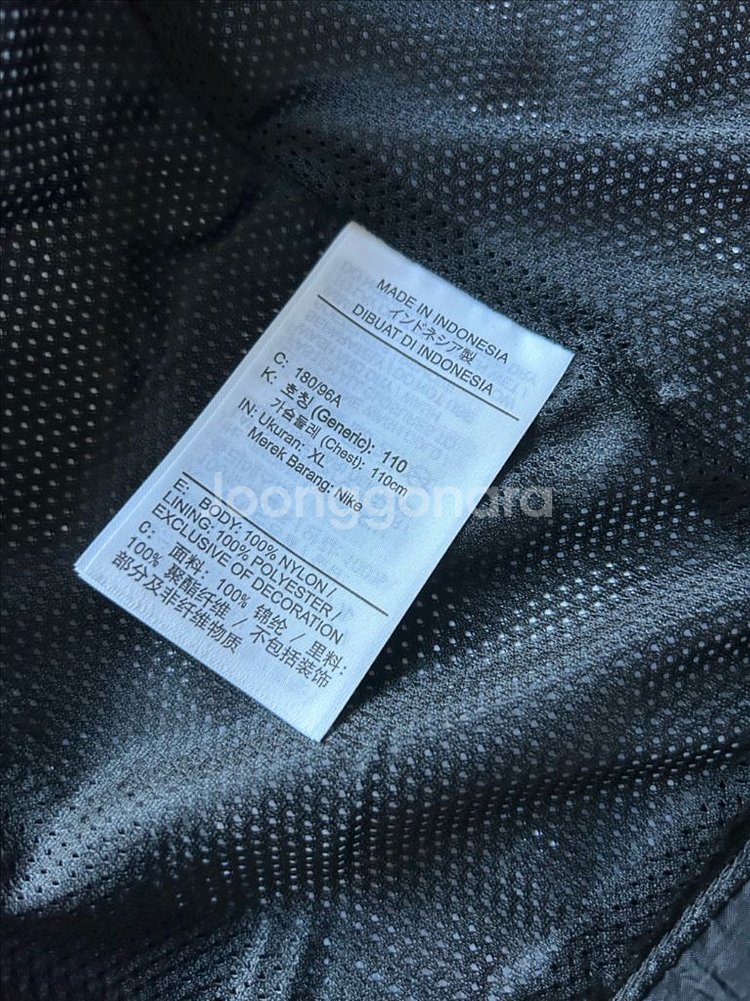 MADE IN INDONESIA
インドネシア製
DIBUAT DI INDONESIA
C: 180/96A
K: 호칭 (Generic): 110
가슴둘레 (Chest): 110cm
IN: Ukuran: XL
Merek Barang: Nike
loonggonara
E: BODY: 100% NYLON /
LINING: 100% POLYESTER /
EXCLUSIVE OF DECORATION
C: 面料: 100% 锦纶 / 里料:
100% 聚酯纤维 / 不包括装饰
部分及非纤维物质